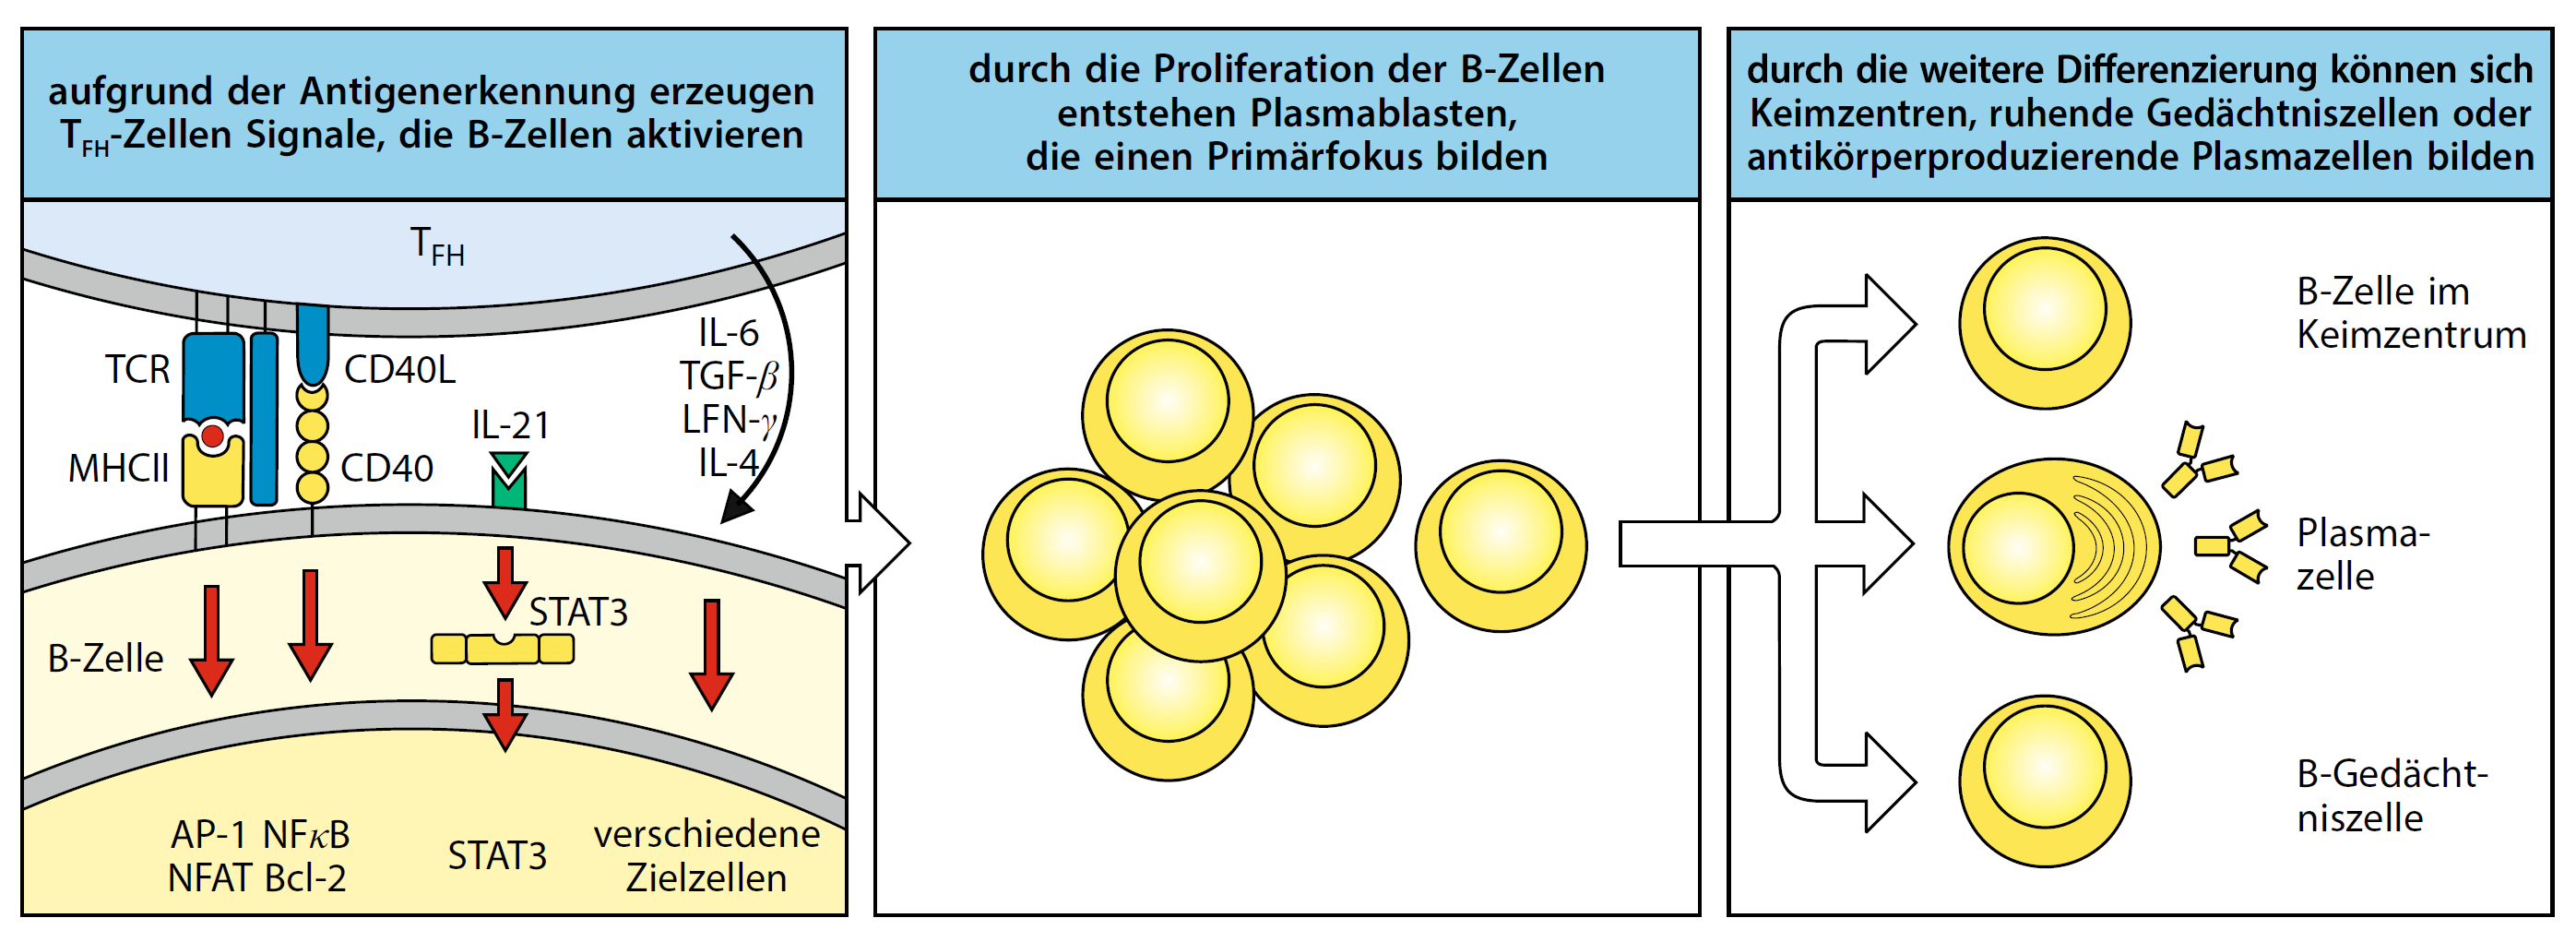 aufgrund der Antigenerkennung erzeugen
TFH-Zellen Signale, die B-Zellen aktivieren
TFH
TCR
CD40L
MHCII
CD40
IL-21
IL-6
TGF-β
LFN-γ
IL-4
STAT3
B-Zelle
AP-1 NFκB
NFAT Bcl-2
STAT3
verschiedene
Zielzellen
durch die Proliferation der B-Zellen
entstehen Plasmablasten,
die einen Primärfokus bilden
durch die weitere Differenzierung können sich
Keimzentren, ruhende Gedächtniszellen oder
antikörperproduzierende Plasmazellen bilden
B-Zelle im
Keimzentrum
Plasma-
zelle
B-Gedächt-
niszelle